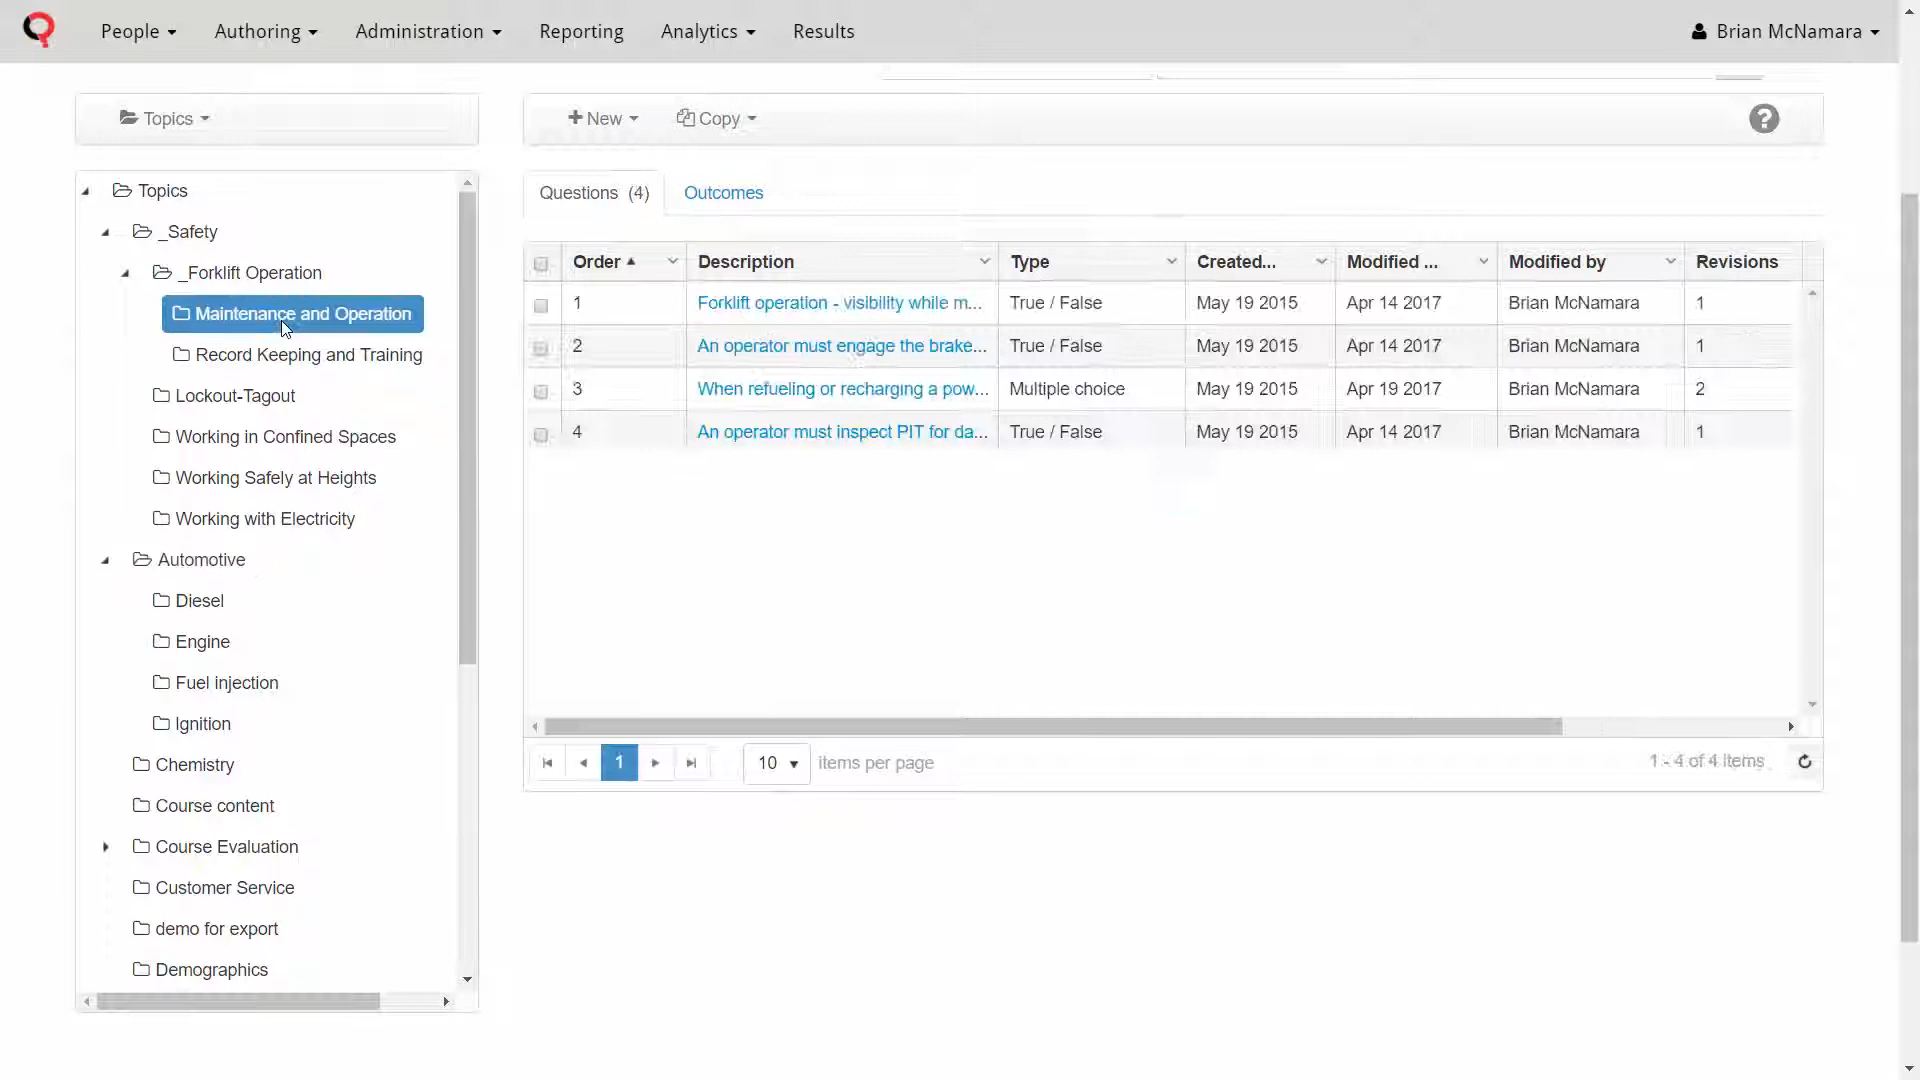 People Authoring Administration Reporting Analytics Results Brian McNamara
Topics New Copy ?
Topics
_Safety
_Forklift Operation
Maintenance and Operation
Record Keeping and Training
Lockout-Tagout
Working in Confined Spaces
Working Safely at Heights
Working with Electricity
Automotive
Diesel
Engine
Fuel injection
Ignition
Chemistry
Course content
Course Evaluation
Customer Service
demo for export
Demographics
Questions (4) Outcomes
Order Description Type Created... Modified ... Modified by Revisions
1 Forklift operation - visibility while m... True / False May 19 2015 Apr 14 2017 Brian McNamara 1
2 An operator must engage the brake... True / False May 19 2015 Apr 14 2017 Brian McNamara 1
3 When refueling or recharging a pow... Multiple choice May 19 2015 Apr 19 2017 Brian McNamara 2
4 An operator must inspect PIT for da... True / False May 19 2015 Apr 14 2017 Brian McNamara 1
1 10 items per page 1 - 4 of 4 items